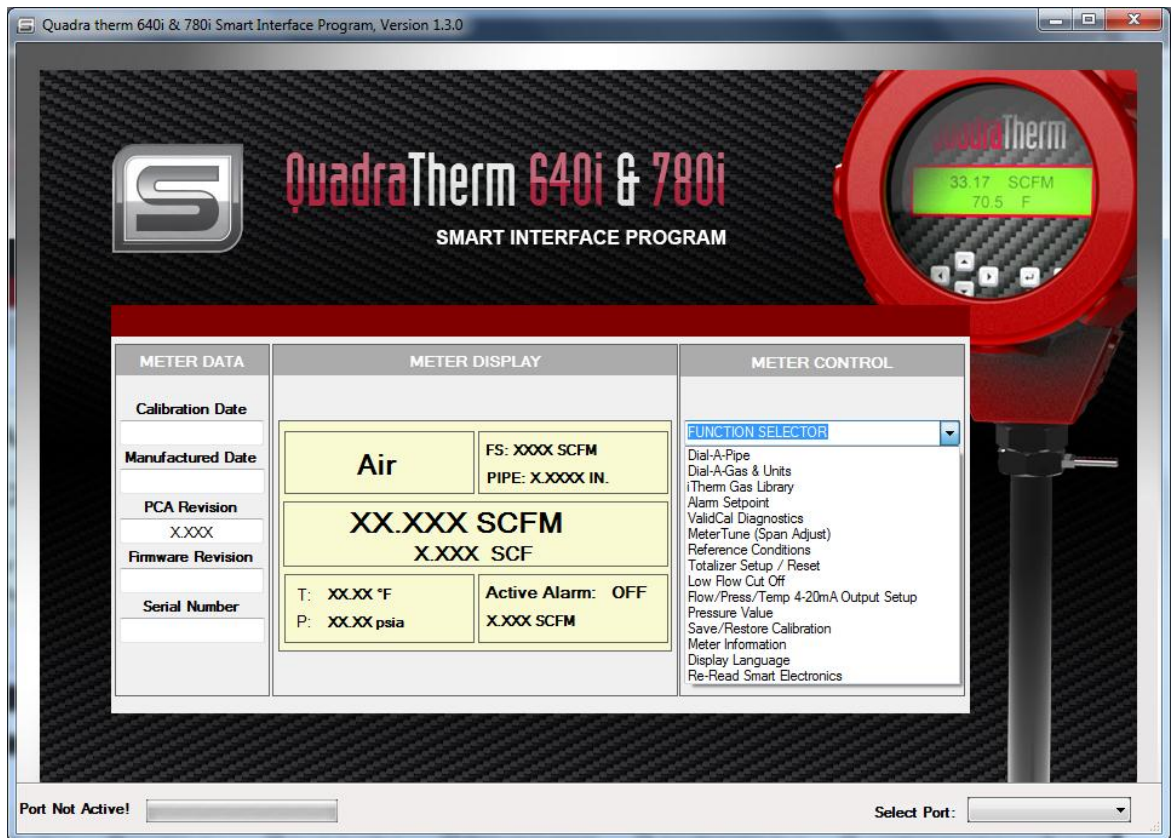 Quadra therm 640i & 780i Smart Interface Program, Version 1.3.0
QuadraTherm 640i & 780i
SMART INTERFACE PROGRAM
QuadraTherm
33.17 SCFM
70.5 F
METER DATA
Calibration Date
Manufactured Date
PCA Revision
X.XXX
Firmware Revision
Serial Number
METER DISPLAY
Air
FS: XXXX SCFM
PIPE: X.XXXX IN.
XX.XXX SCFM
X.XXX SCF
T: XX.XX °F
P: XX.XX psia
Active Alarm: OFF
X.XXX SCFM
METER CONTROL
FUNCTION SELECTOR
Dial-A-Pipe
Dial-A-Gas & Units
iTherm Gas Library
Alarm Setpoint
ValidCal Diagnostics
MeterTune (Span Adjust)
Reference Conditions
Totalizer Setup / Reset
Low Flow Cut Off
Flow/Press/Temp 4-20mA Output Setup
Pressure Value
Save/Restore Calibration
Meter Information
Display Language
Re-Read Smart Electronics
Port Not Active!
Select Port: